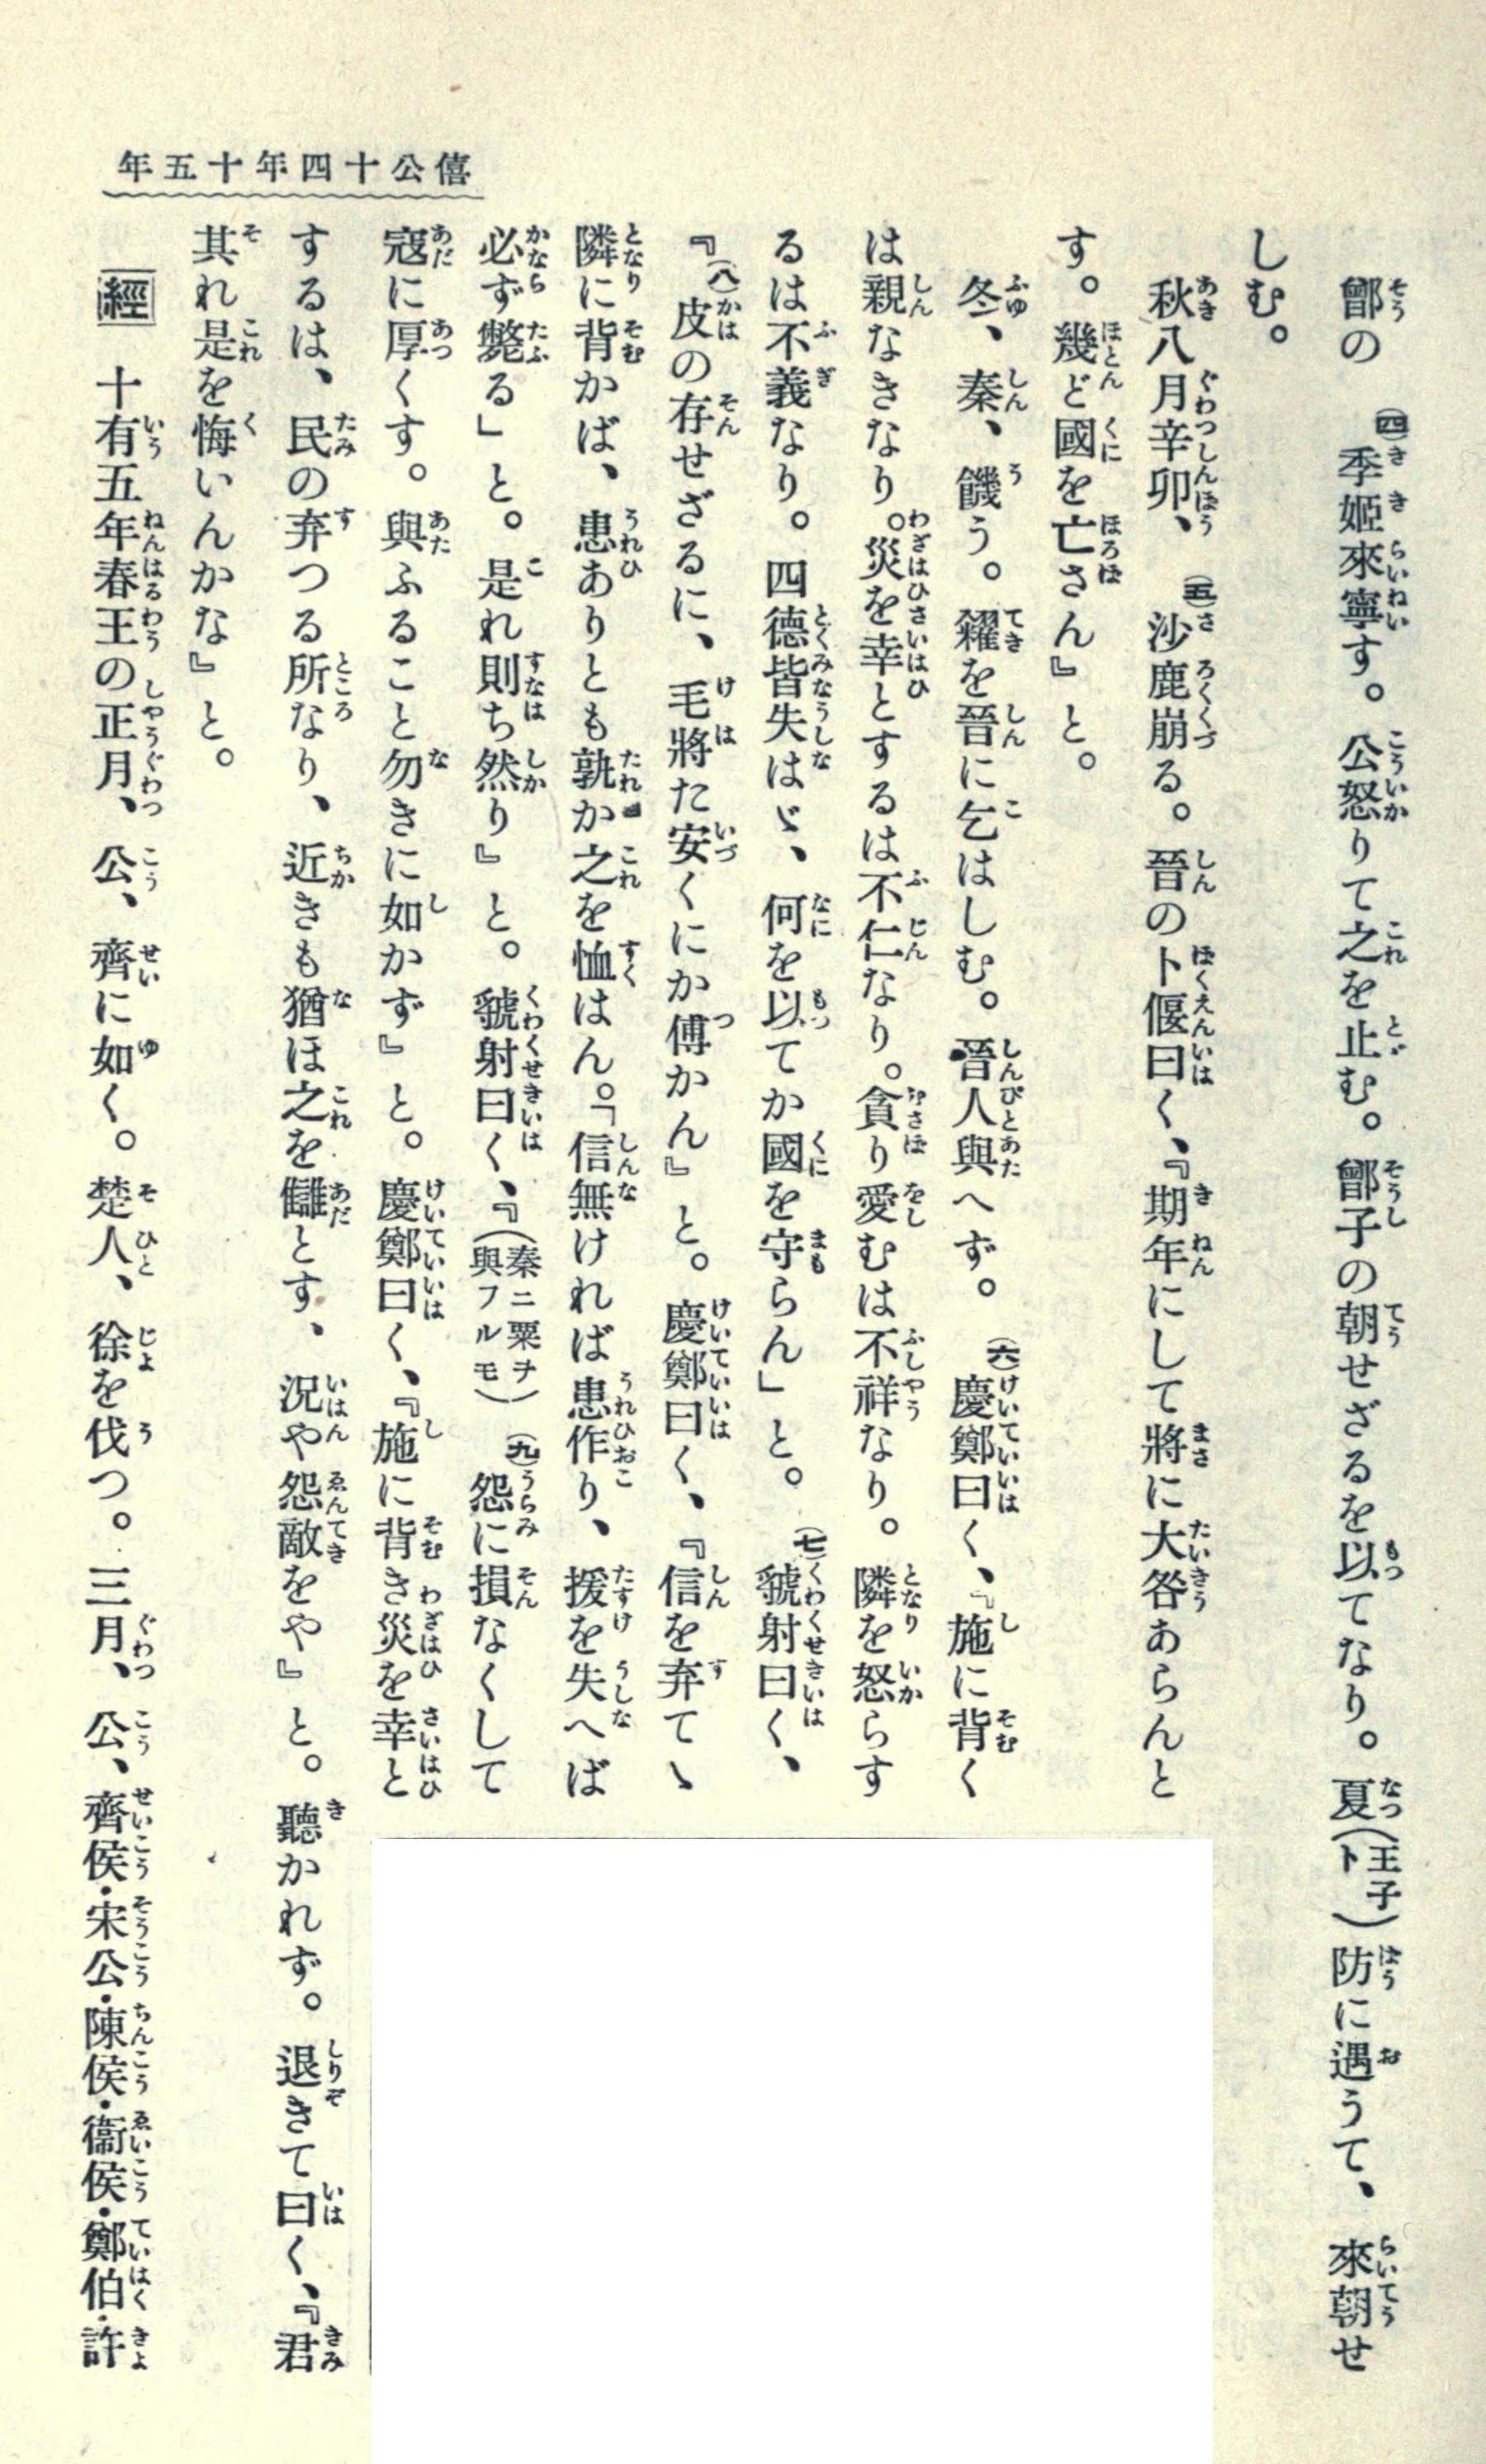 僖公十四年十五年
鄫の㈣季姬來寧す。公怒りて之を止む。鄫子の朝せざるを以てなり。夏(王子ト)防に遇うて、來朝せ
しむ。
秋八月辛卯、㈤沙鹿崩る。晉の卜偃曰く、『期年にして將に大咎あらんと
す。幾ど國を亡さん』と。
冬、秦、饑う。糴を晉に乞はしむ。晉人與へず。㈥慶鄭曰く、『施に背く
は親なきなり。災を幸とするは不仁なり。貪り愛むは不祥なり。隣を怒らす
るは不義なり。四德皆失はゞ、何を以てか國を守らん」と。㈦虢射曰く、
『㈧皮の存せざるに、毛將た安くにか傅かん』と。慶鄭曰く、『信を弃てゝ
隣に背かば、患ありとも孰か之を恤はん。「信無ければ患作り、援を失へば
必ず斃る」と。是れ則ち然り』と。虢射曰く、『(秦ニ粟ヲ與フルモ)㈨怨に損なくして
寇に厚くす。與ふること勿きに如かず』と。慶鄭曰く、『施に背き災を幸と
するは、民の弃つる所なり、近きも猶ほ之を讎とす、況や怨敵をや』と。聽かれず。退きて曰く、『君
其れ是を悔いんかな』と。
經 十有五年春王の正月、公、齊に如く。楚人、徐を伐つ。三月、公、齊侯・宋公・陳侯・衞侯・鄭伯・許